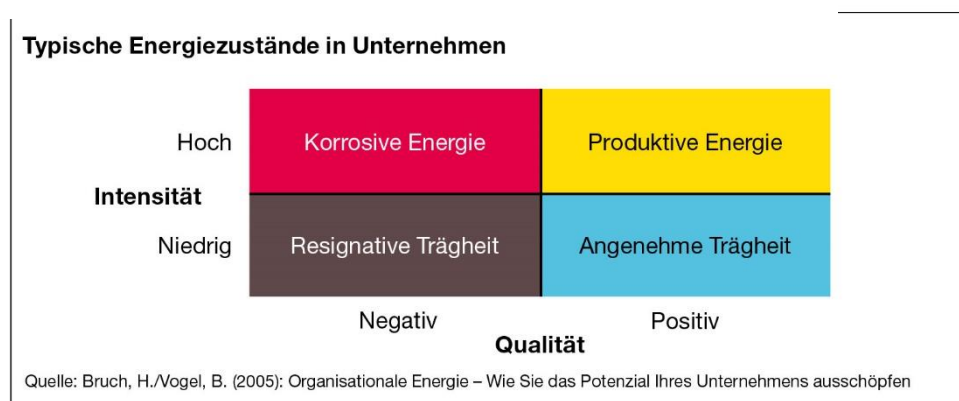 Typische Energiezustände in Unternehmen
Hoch
Korrosive Energie
Produktive Energie
Intensität
Niedrig
Resignative Trägheit
Angenehme Trägheit
Negativ
Positiv
Qualität
Quelle: Bruch, H./Vogel, B. (2005): Organisationale Energie – Wie Sie das Potenzial Ihres Unternehmens ausschöpfen